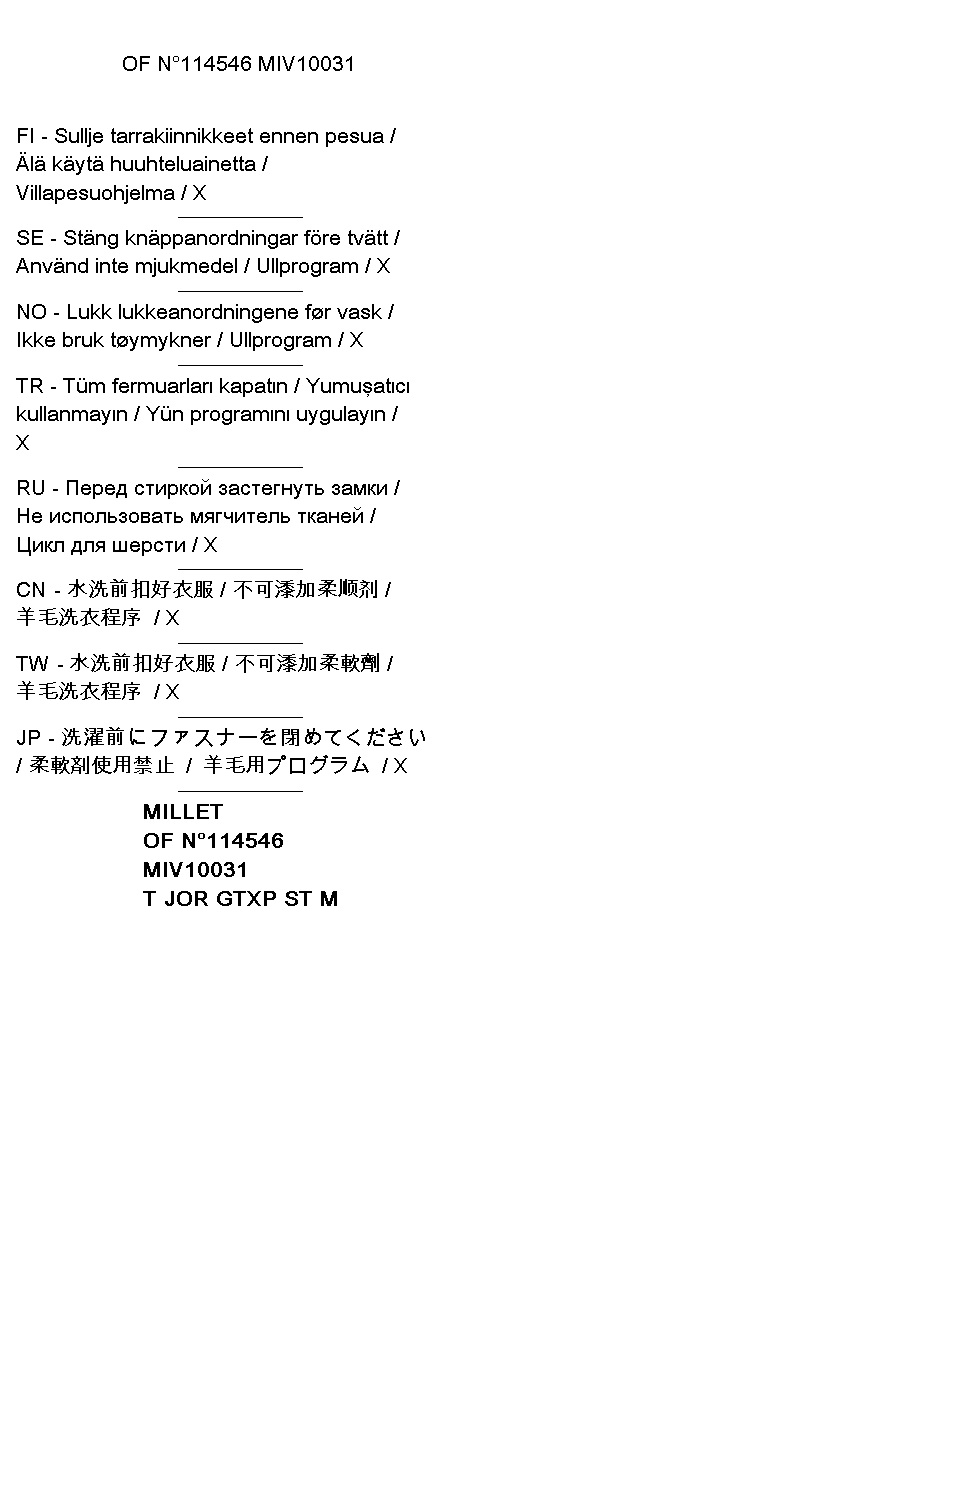 OF N°114546 MIV10031
FI - Sullje tarrakiinnikkeet ennen pesua /
Älä käytä huuhteluainetta /
Villapesuohjelma / X
SE - Stäng knäppanordningar före tvätt /
Använd inte mjukmedel / Ullprogram / X
NO - Lukk lukkeanordningene før vask /
Ikke bruk tøymykner / Ullprogram / X
TR - Tüm fermuarları kapatın / Yumuşatıcı
kullanmayın / Yün programını uygulayın /
X
RU - Перед стиркой застегнуть замки /
Не использовать мягчитель тканей /
Цикл для шерсти / X
CN - 水洗前扣好衣服 / 不可添加柔顺剂 /
羊毛洗衣程序 / X
TW - 水洗前扣好衣服 / 不可添加柔軟劑 /
羊毛洗衣程序 / X
JP - 洗濯前にファスナーを閉めてください
/ 柔軟剤使用禁止 / 羊毛用プログラム / X
MILLET
OF N°114546
MIV10031
T JOR GTXP ST M